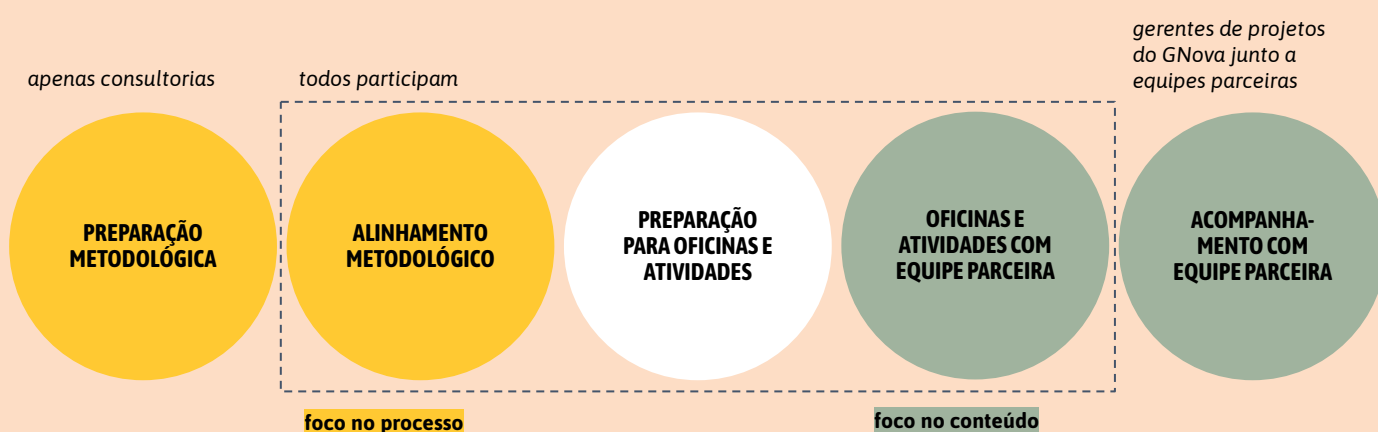 apenas consultorias
todos participam
gerentes de projetos
do GNova junto a
equipes parceiras
PREPARAÇÃO
METODOLÓGICA
ALINHAMENTO
METODOLÓGICO
PREPARAÇÃO
PARA OFICINAS E
ATIVIDADES
OFICINAS E
ATIVIDADES COM
EQUIPE PARCEIRA
ACOMPANHA-
MENTO COM
EQUIPE PARCEIRA
foco no processo
foco no conteúdo